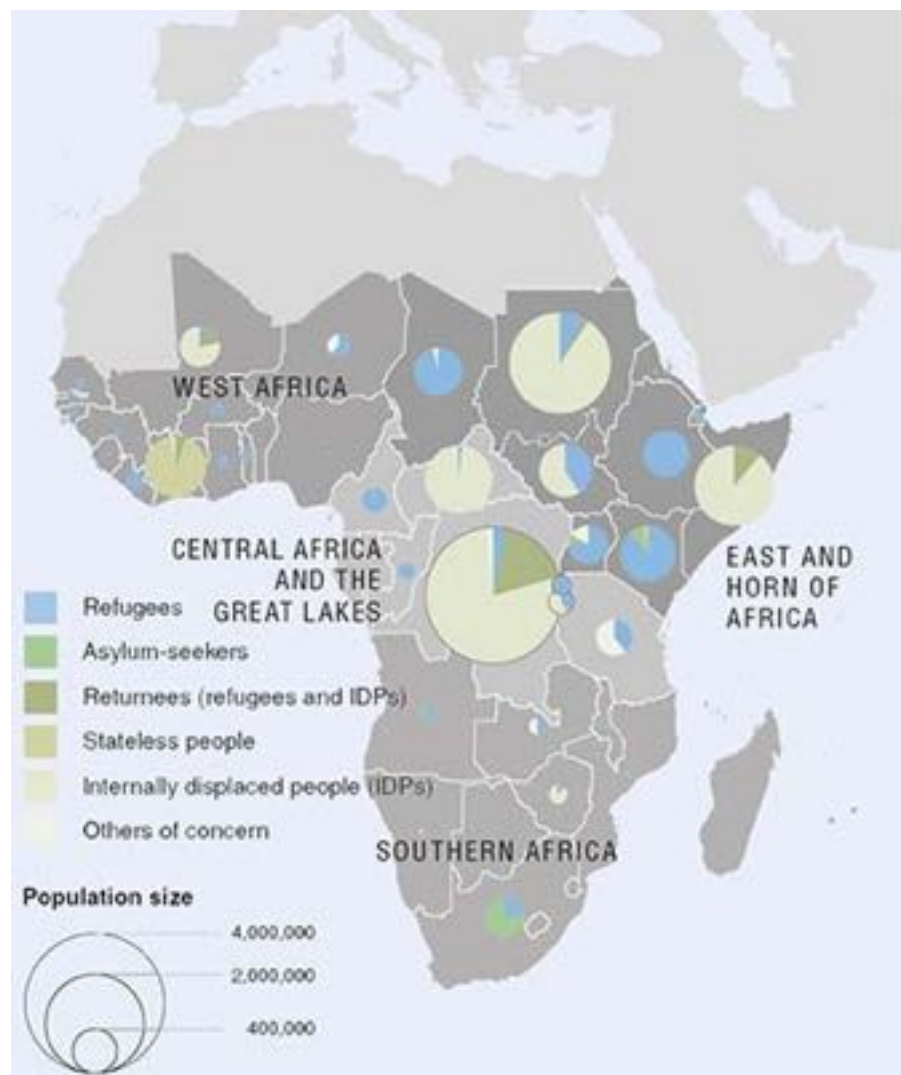 WEST AFRICA
CENTRAL AFRICA
AND THE
GREAT LAKES
EAST AND
HORN OF
AFRICA
Refugees
Asylum-seekers
Returnees (refugees and IDPs)
Stateless people
Internally displaced people (IDPs)
Others of concern
SOUTHERN AFRICA
Population size
4,000,000
2,000,000
400,000